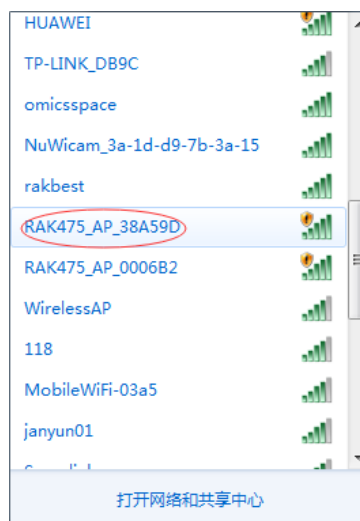 HUAWEI
TP-LINK_DB9C
omicsspace
NuWicam_3a-1d-d9-7b-3a-15
rakbest
RAK475_AP_38A59D
RAK475_AP_0006B2
WirelessAP
118
MobileWiFi-03a5
janyun01
打开网络和共享中心